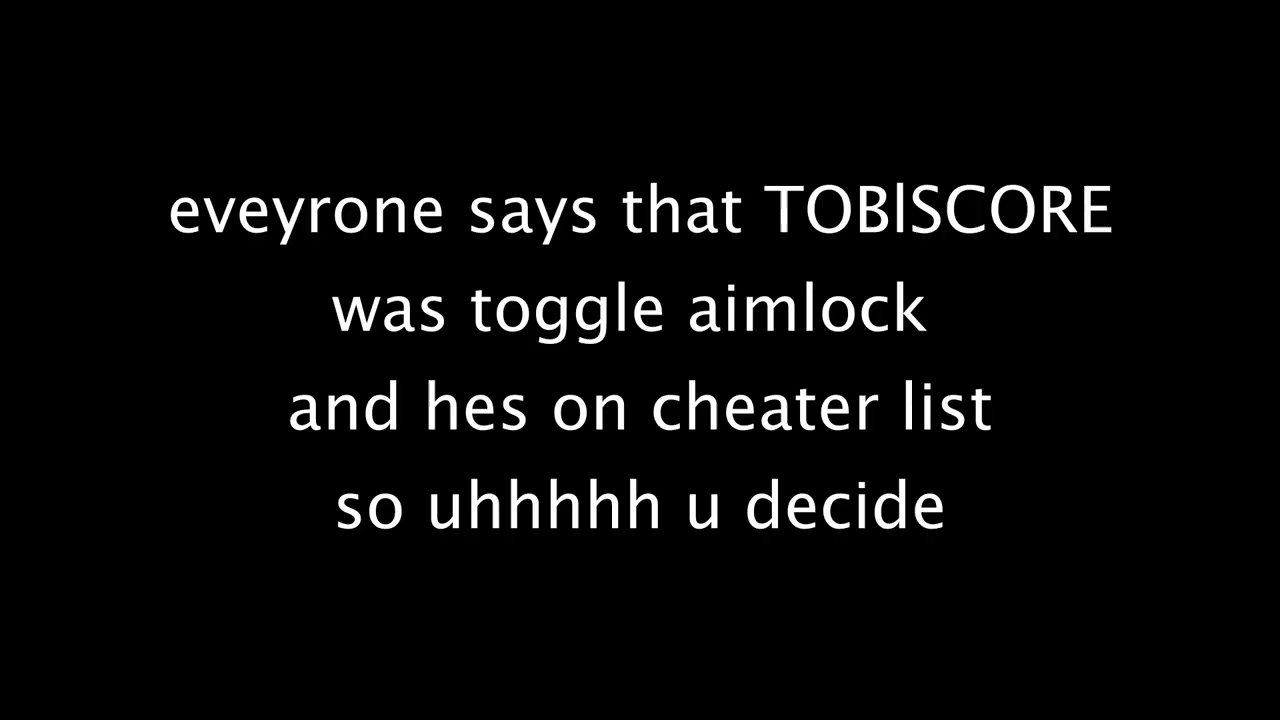 eveyrone says that TOBlSCORE
was toggle aimlock
and hes on cheater list
so uhhhhh u decide